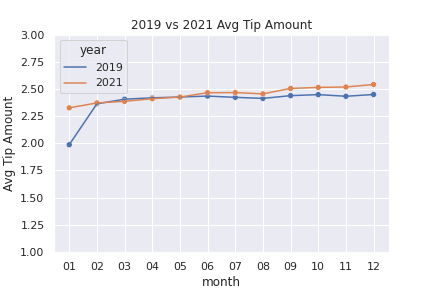 2019 vs 2021 Avg Tip Amount
3.00
2.75
2.50
2.25
2.00
1.75
1.50
1.25
1.00
Avg Tip Amount
year
2019
2021
01 02 03 04 05 06 07 08 09 10 11 12
month